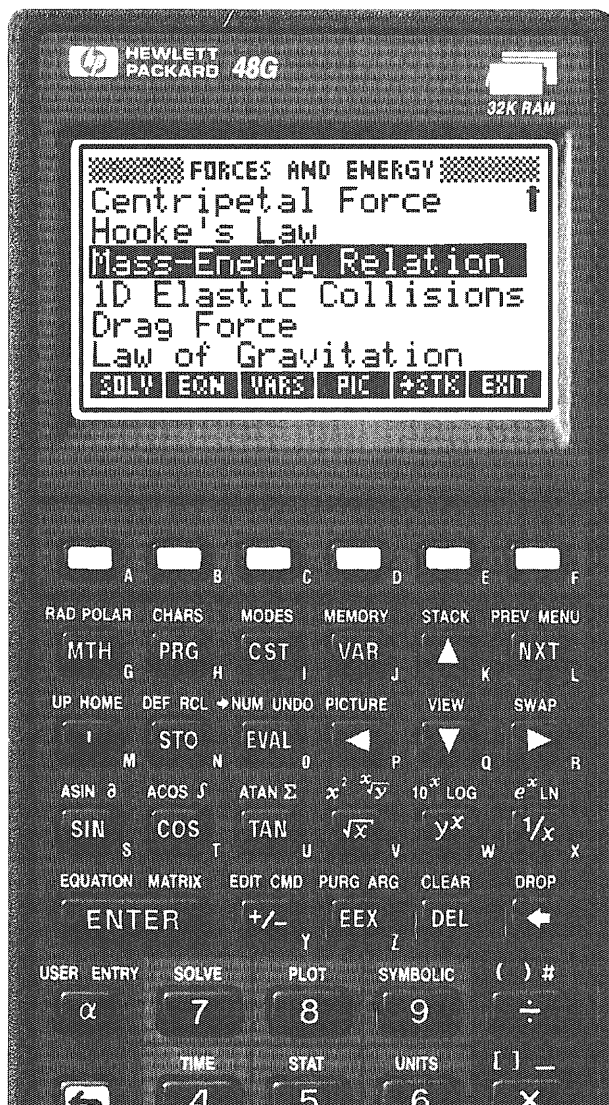 hp HEWLETT
PACKARD 48G
32K RAM
FORCES AND ENERGY
Centripetal Force ↑
Hooke's Law
Mass-Energy Relation
1D Elastic Collisions
Drag Force
Law of Gravitation
SOLV EQN VARS PIC →STK EXIT
A B C D E F
RAD POLAR CHARS MODES MEMORY STACK PREV MENU
MTH G PRG H CST I VAR J ▲ K NXT L
UP HOME DEF RCL →NUM UNDO PICTURE VIEW SWAP
' M STO N EVAL O ◀ P ▼ Q ▶ R
ASIN ∂ ACOS ∫ ATAN Σ x² ˣ√y 10ˣ LOG eˣ LN
SIN S COS T TAN U √x V yˣ W 1/x X
EQUATION MATRIX EDIT CMD PURG ARG CLEAR DROP
ENTER +/- Y EEX Z DEL ←
USER ENTRY SOLVE PLOT SYMBOLIC ( ) #
α 7 8 9 ÷
TIME STAT UNITS [ ] _
4 5 6 ×